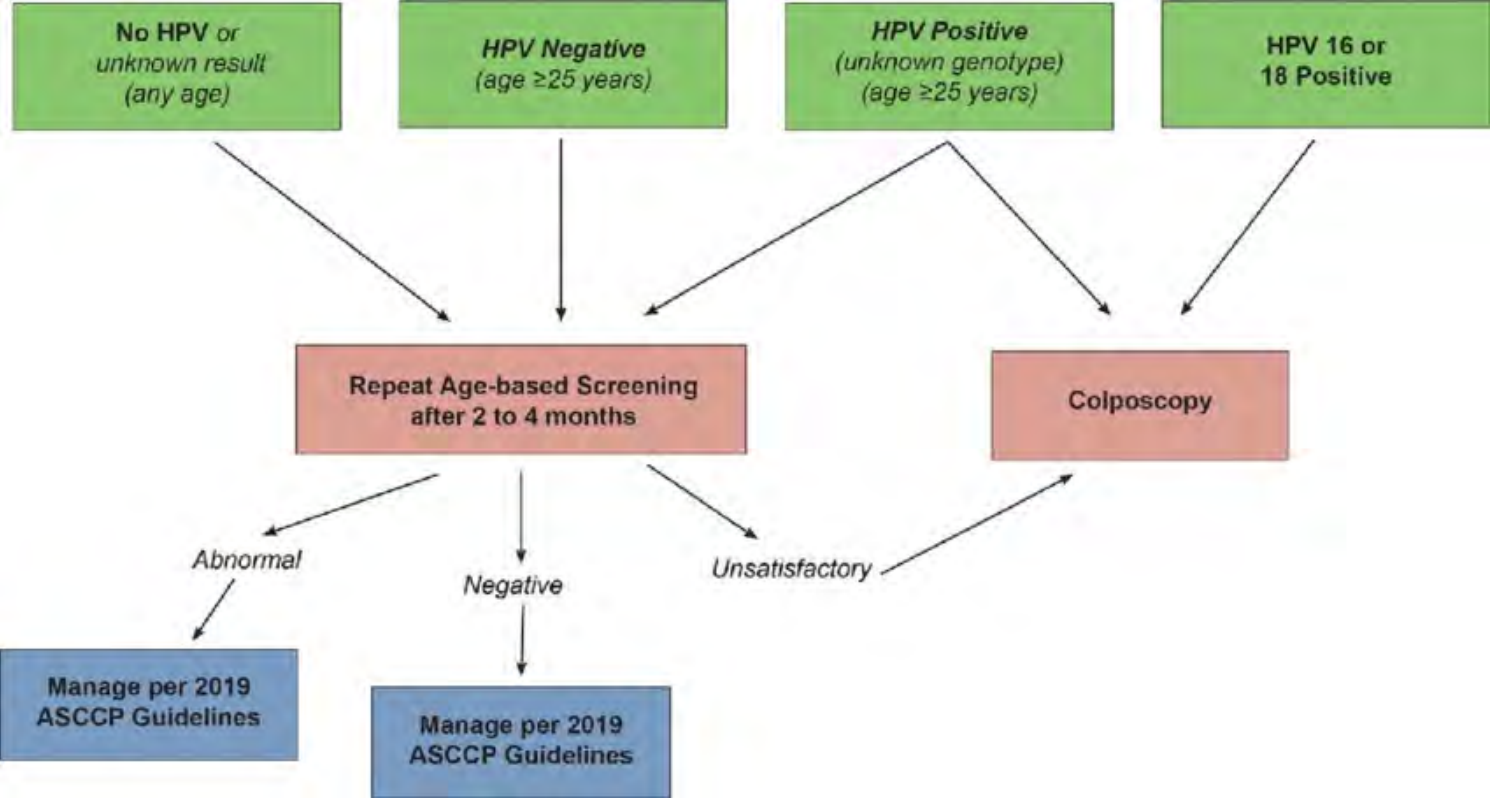 No HPV or
unknown result
(any age)
HPV Negative
(age ≥25 years)
HPV Positive
(unknown genotype)
(age ≥25 years)
HPV 16 or
18 Positive
Repeat Age-based Screening
after 2 to 4 months
Colposcopy
Abnormal
Negative
Unsatisfactory
Manage per 2019
ASCCP Guidelines
Manage per 2019
ASCCP Guidelines